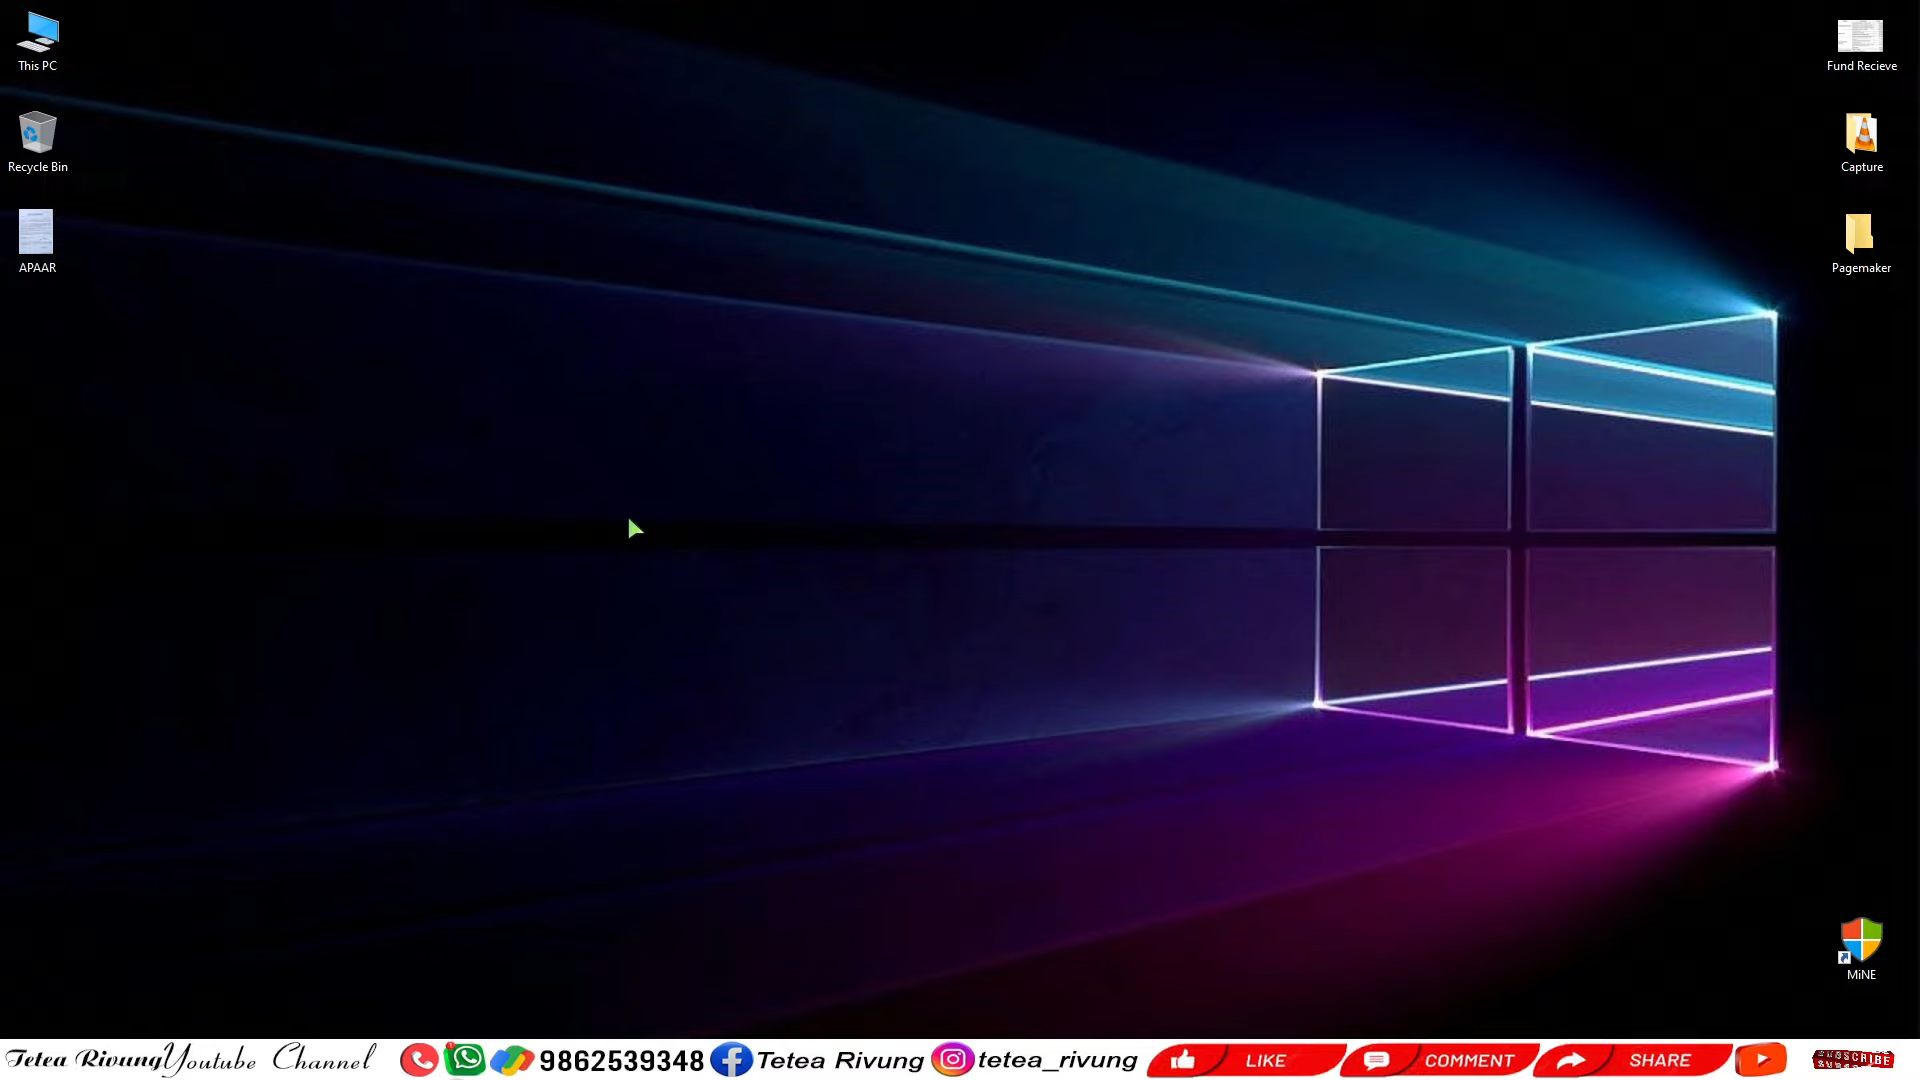 This PC
Fund Recieve
Recycle Bin
Capture
APAAR
Pagemaker
MiNE
Tetea Rivung Youtube Channel 9862539348 Tetea Rivung tetea_rivung LIKE COMMENT SHARE SUBSCRIBE